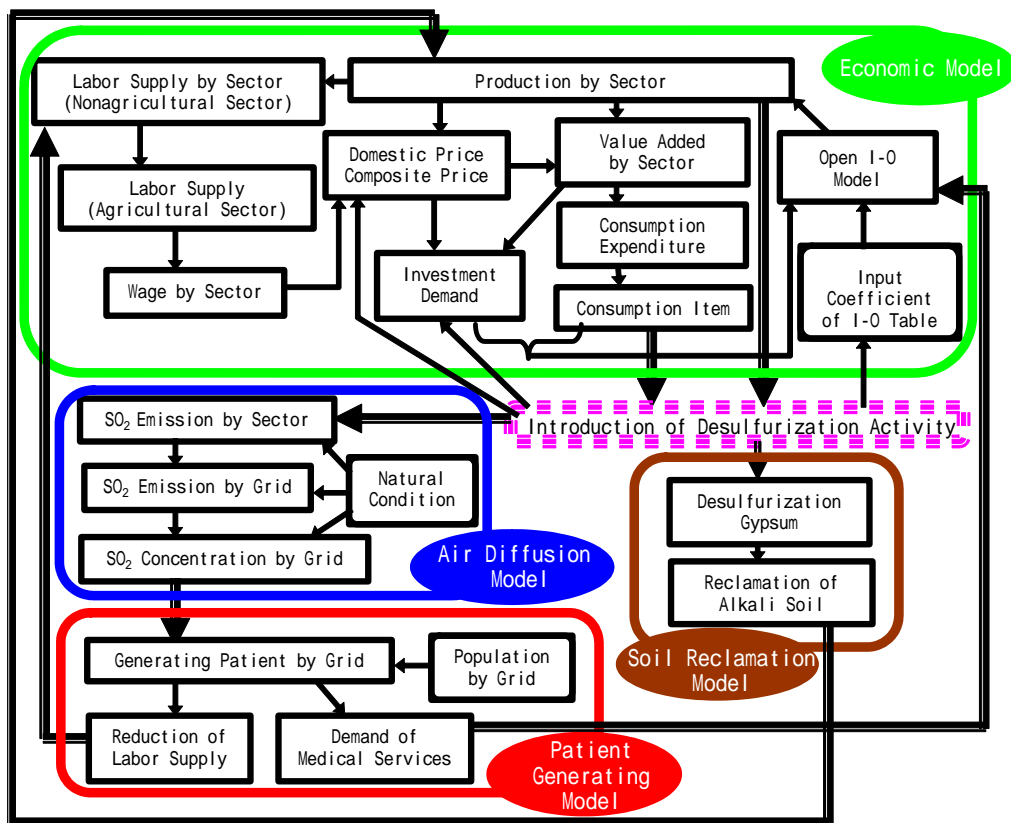 Economic Model
Labor Supply by Sector
(Nonagricultural Sector)
Production by Sector
Domestic Price
Composite Price
Value Added
by Sector
Open I-O
Model
Labor Supply
(Agricultural Sector)
Consumption
Expenditure
Wage by Sector
Investment
Demand
Consumption Item
Input
Coefficient
of I-O Table
SO₂ Emission by Sector
Introduction of Desulfurization Activity
SO₂ Emission by Grid
Natural
Condition
Desulfurization
Gypsum
SO₂ Concentration by Grid
Air Diffusion
Model
Reclamation of
Alkali Soil
Generating Patient by Grid
Population
by Grid
Soil Reclamation
Model
Reduction of
Labor Supply
Demand of
Medical Services
Patient
Generating
Model